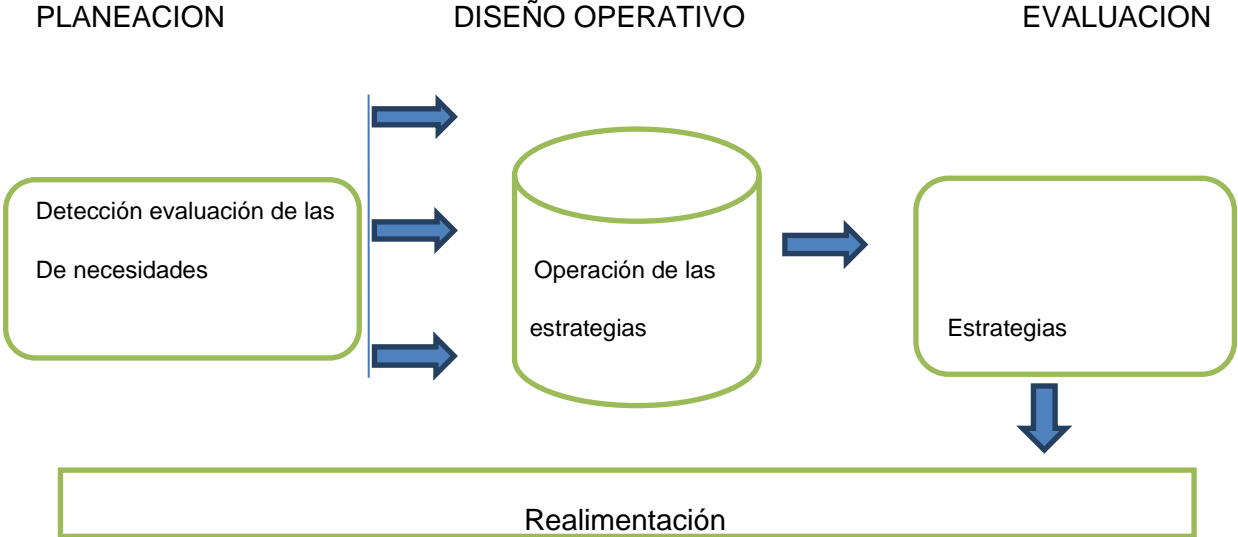 PLANEACION DISEÑO OPERATIVO EVALUACION
Detección evaluación de las
De necesidades
Operación de las
estrategias
Estrategias
Realimentación